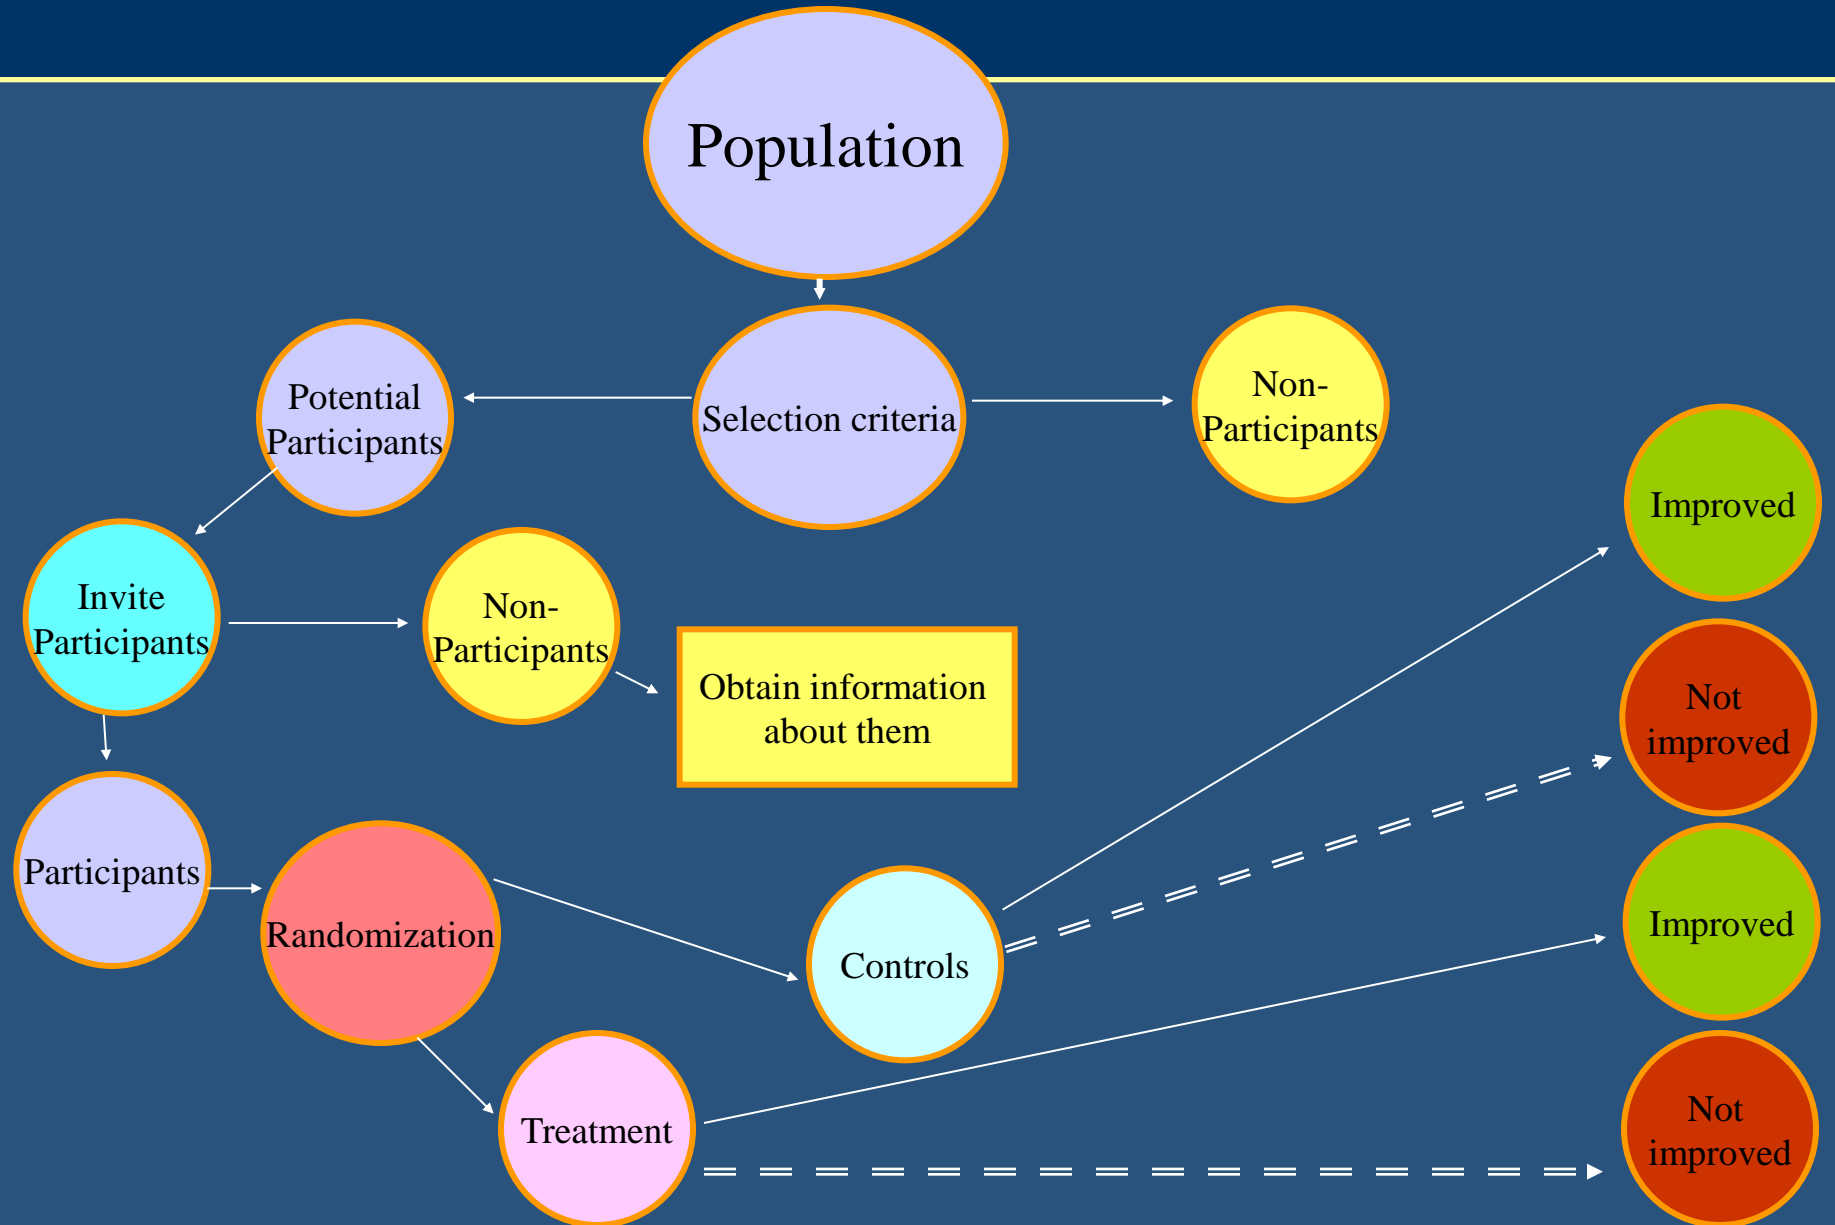 Population
Potential
Participants
Selection criteria
Non-
Participants
Improved
Invite
Participants
Non-
Participants
Obtain information
about them
Not
improved
Participants
Randomization
Controls
Improved
Treatment
Not
improved